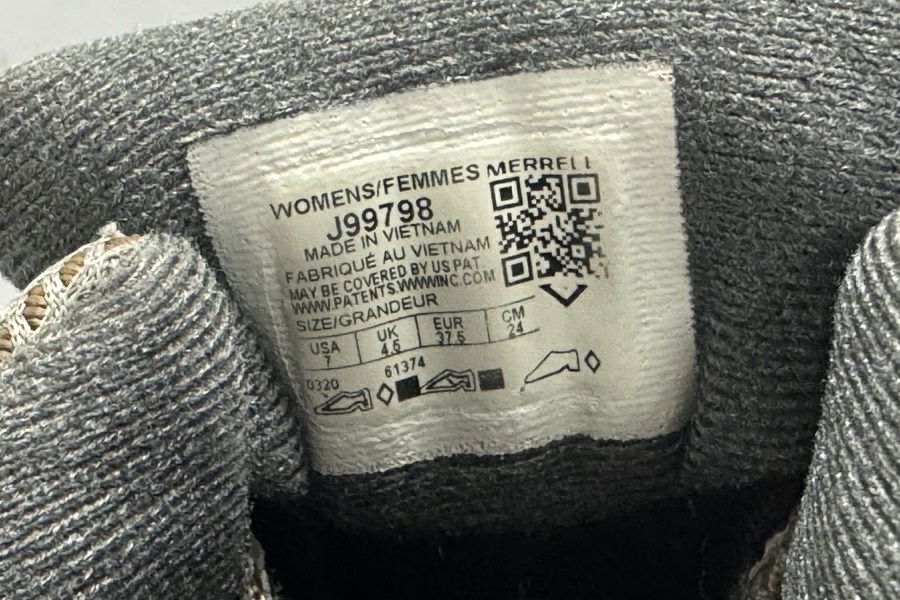 WOMENS/FEMMES MERRELL
J99798
MADE IN VIETNAM
FABRIQUÉ AU VIETNAM
MAY BE COVERED BY US PAT.
WWW.PATENTS.WWWINC.COM
SIZE/GRANDEUR
USA UK EUR CM
7 4.5 37.5 24
0320 61374